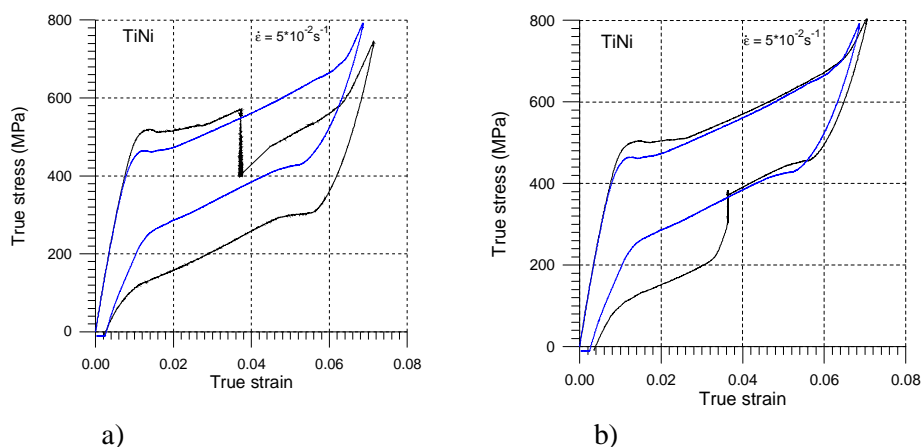 TiNi
ε̇ = 5*10⁻²s⁻¹
800
600
400
200
0
True stress (MPa)
0.00
0.02
0.04
0.06
0.08
True strain
a)
TiNi
ε̇ = 5*10⁻²s⁻¹
800
600
400
200
0
True stress (MPa)
0.00
0.02
0.04
0.06
0.08
True strain
b)